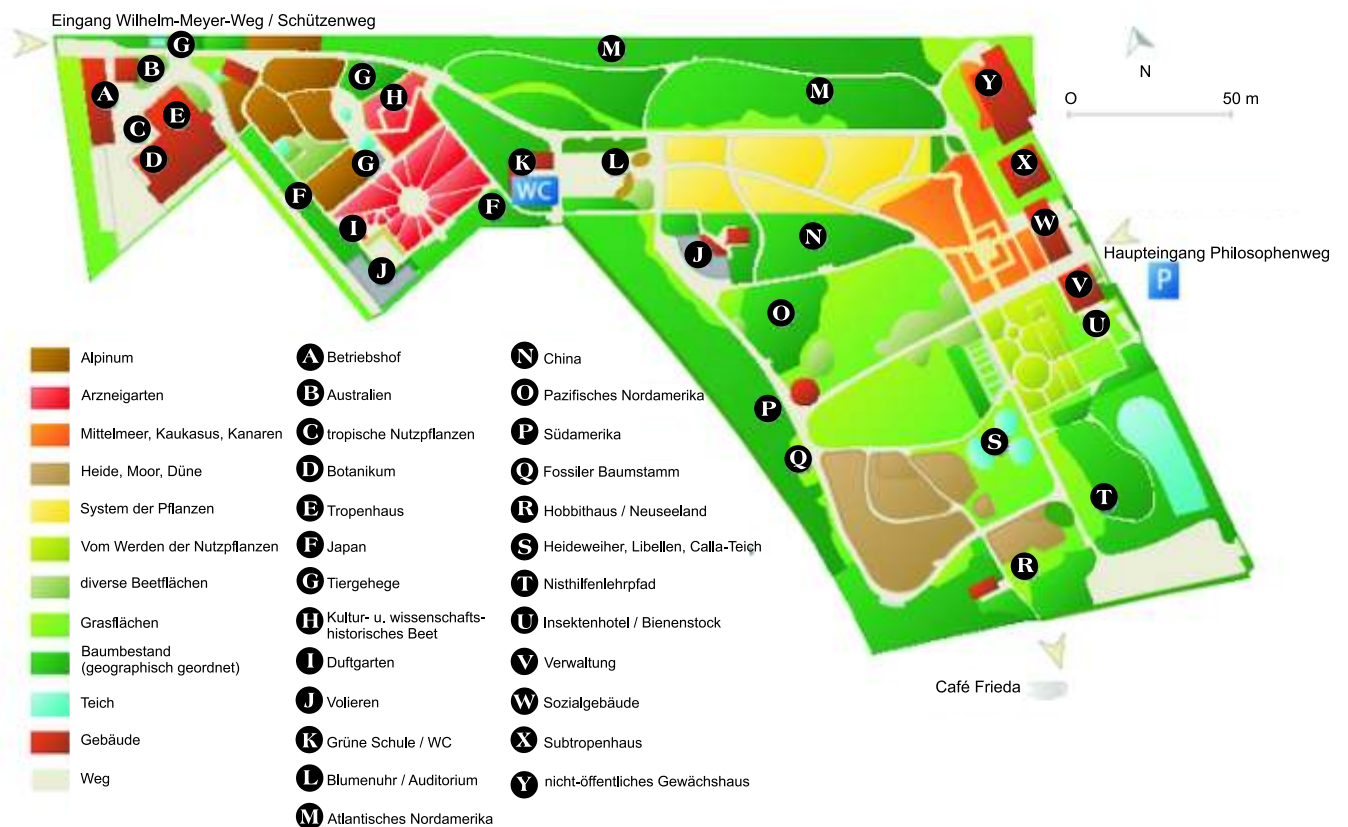 Eingang Wilhelm-Meyer-Weg / Schützenweg
G
M
B
G
Y
N
A
H
M
O
50 m
E
C
K
L
X
D
G
WC
F
F
W
I
N
Haupteingang Philosophenweg
J
J
V
P
O
U
P
S
Q
T
R
Café Frieda
Alpinum
Arzneigarten
Mittelmeer, Kaukasus, Kanaren
Heide, Moor, Düne
System der Pflanzen
Vom Werden der Nutzpflanzen
diverse Beetflächen
Grasflächen
Baumbestand
(geographisch geordnet)
Teich
Gebäude
Weg
A Betriebshof
B Australien
C tropische Nutzpflanzen
D Botanikum
E Tropenhaus
F Japan
G Tiergehege
H Kultur- u. wissenschafts-
historisches Beet
I Duftgarten
J Volieren
K Grüne Schule / WC
L Blumenuhr / Auditorium
M Atlantisches Nordamerika
N China
O Pazifisches Nordamerika
P Südamerika
Q Fossiler Baumstamm
R Hobbithaus / Neuseeland
S Heideweiher, Libellen, Calla-Teich
T Nisthilfenlehrpfad
U Insektenhotel / Bienenstock
V Verwaltung
W Sozialgebäude
X Subtropenhaus
Y nicht-öffentliches Gewächshaus